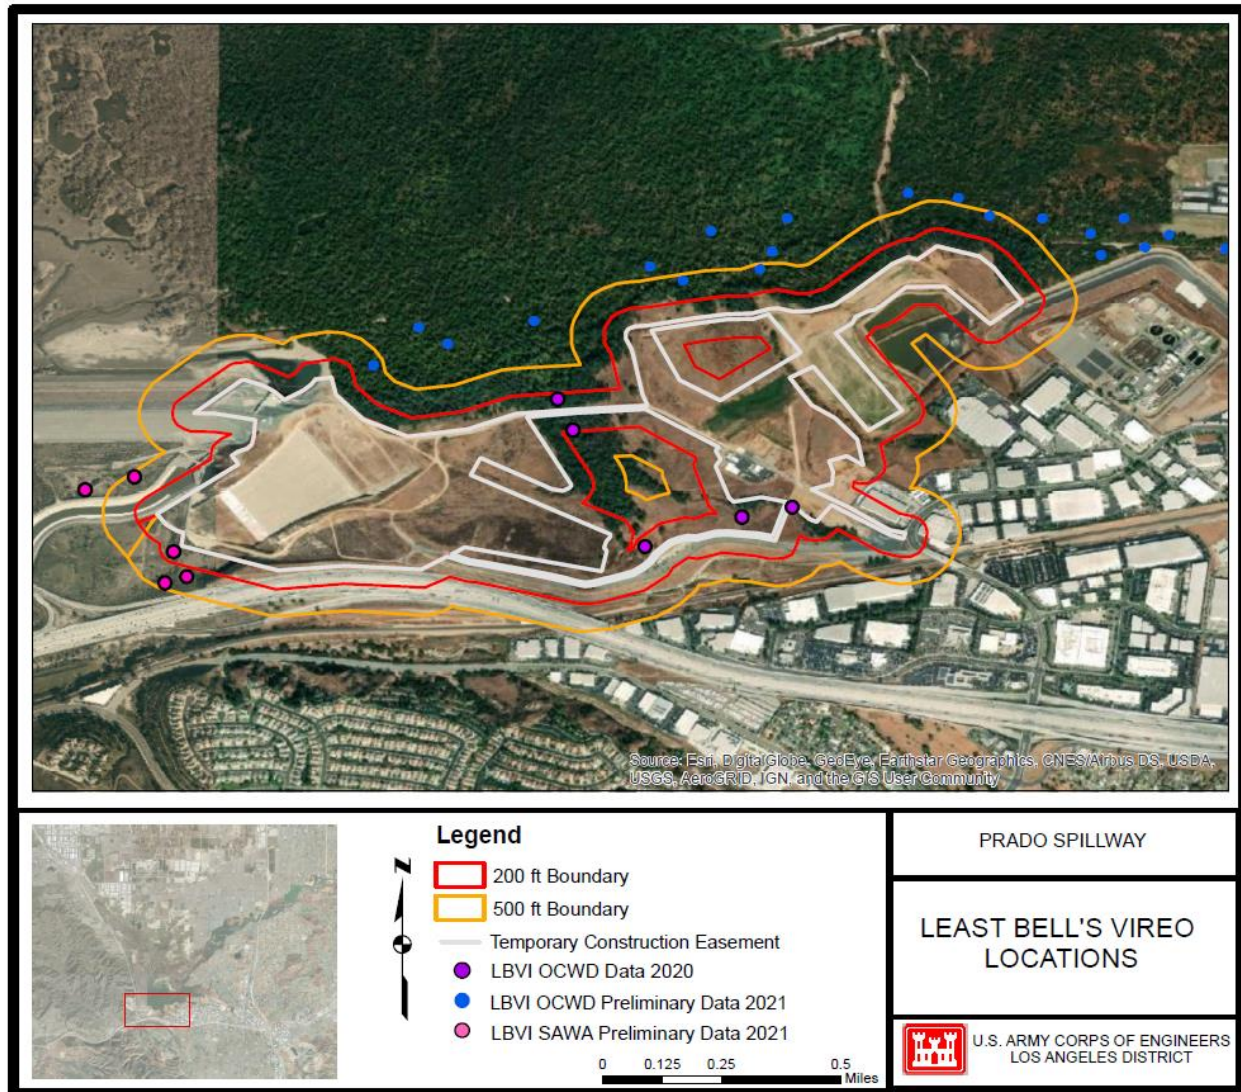 Source: Esri, DigitalGlobe, GeoEye, Earthstar Geographics, CNES/Airbus DS, USDA,
USGS, AeroGRID, IGN, and the GIS User Community
Legend
200 ft Boundary
500 ft Boundary
Temporary Construction Easement
LBVI OCWD Data 2020
LBVI OCWD Preliminary Data 2021
LBVI SAWA Preliminary Data 2021
N
0 0.125 0.25 0.5
Miles
PRADO SPILLWAY
LEAST BELL'S VIREO
LOCATIONS
U.S. ARMY CORPS OF ENGINEERS
LOS ANGELES DISTRICT